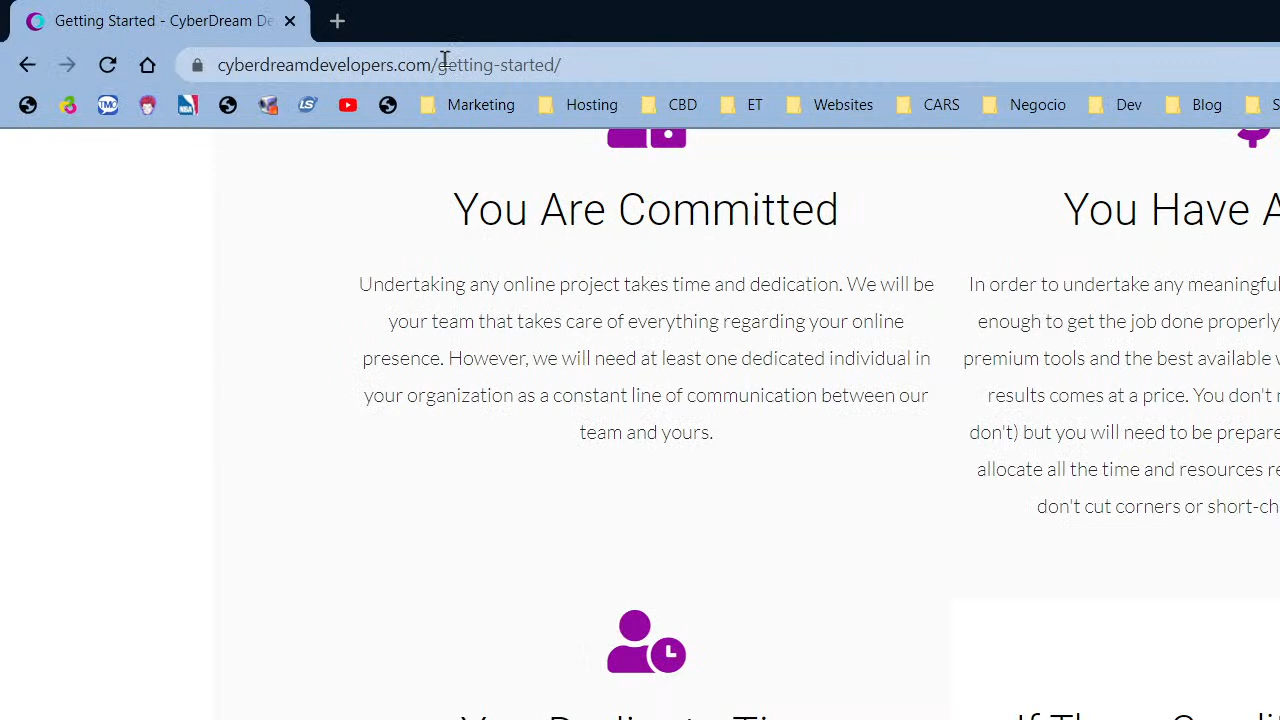 Getting Started - CyberDream De
cyberdreamdevelopers.com/getting-started/
TMO NBA LS Marketing Hosting CBD ET Websites CARS Negocio Dev Blog S
You Are Committed
Undertaking any online project takes time and dedication. We will be
your team that takes care of everything regarding your online
presence. However, we will need at least one dedicated individual in
your organization as a constant line of communication between our
team and yours.
You Have A
In order to undertake any meaningful
enough to get the job done properly
premium tools and the best available
results comes at a price. You don't
don't) but you will need to be prepare
allocate all the time and resources re
don't cut corners or short-ch